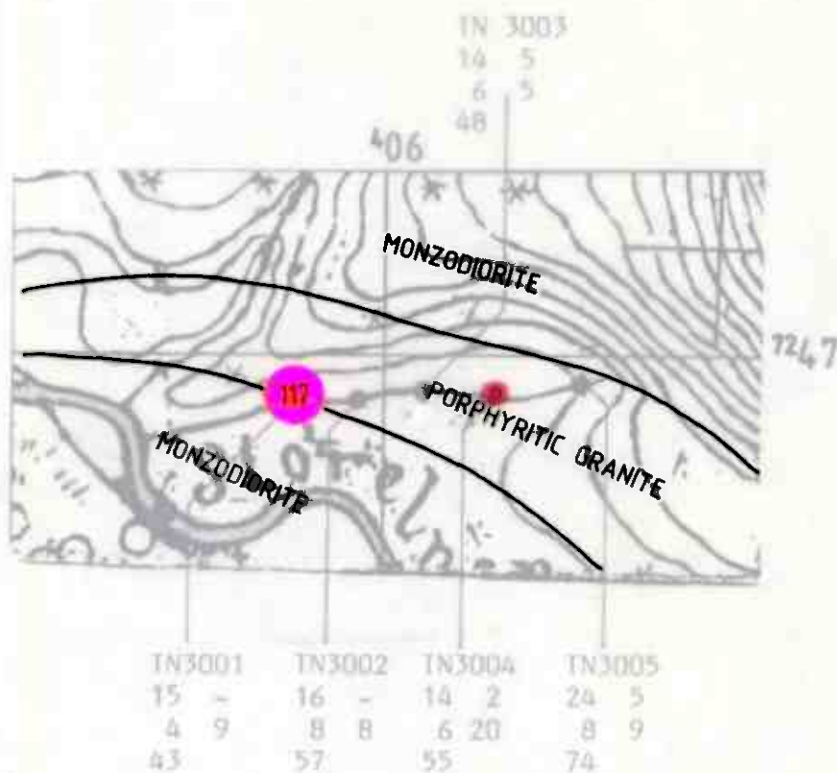 TN 3003
14 5
6 5
48
406
MONZODIORITE
7247
117
PORPHYRITIC GRANITE
MONZODIORITE
TN3001
15 -
4 9
43
TN3002
16 -
8 8
57
TN3004
14 2
6 20
55
TN3005
24 5
8 9
74